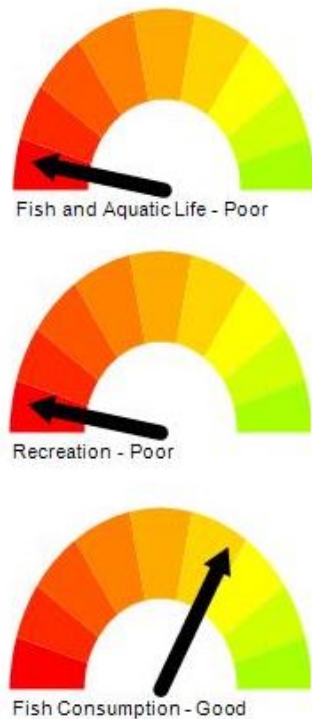 Fish and Aquatic Life - Poor
Recreation - Poor
Fish Consumption - Good